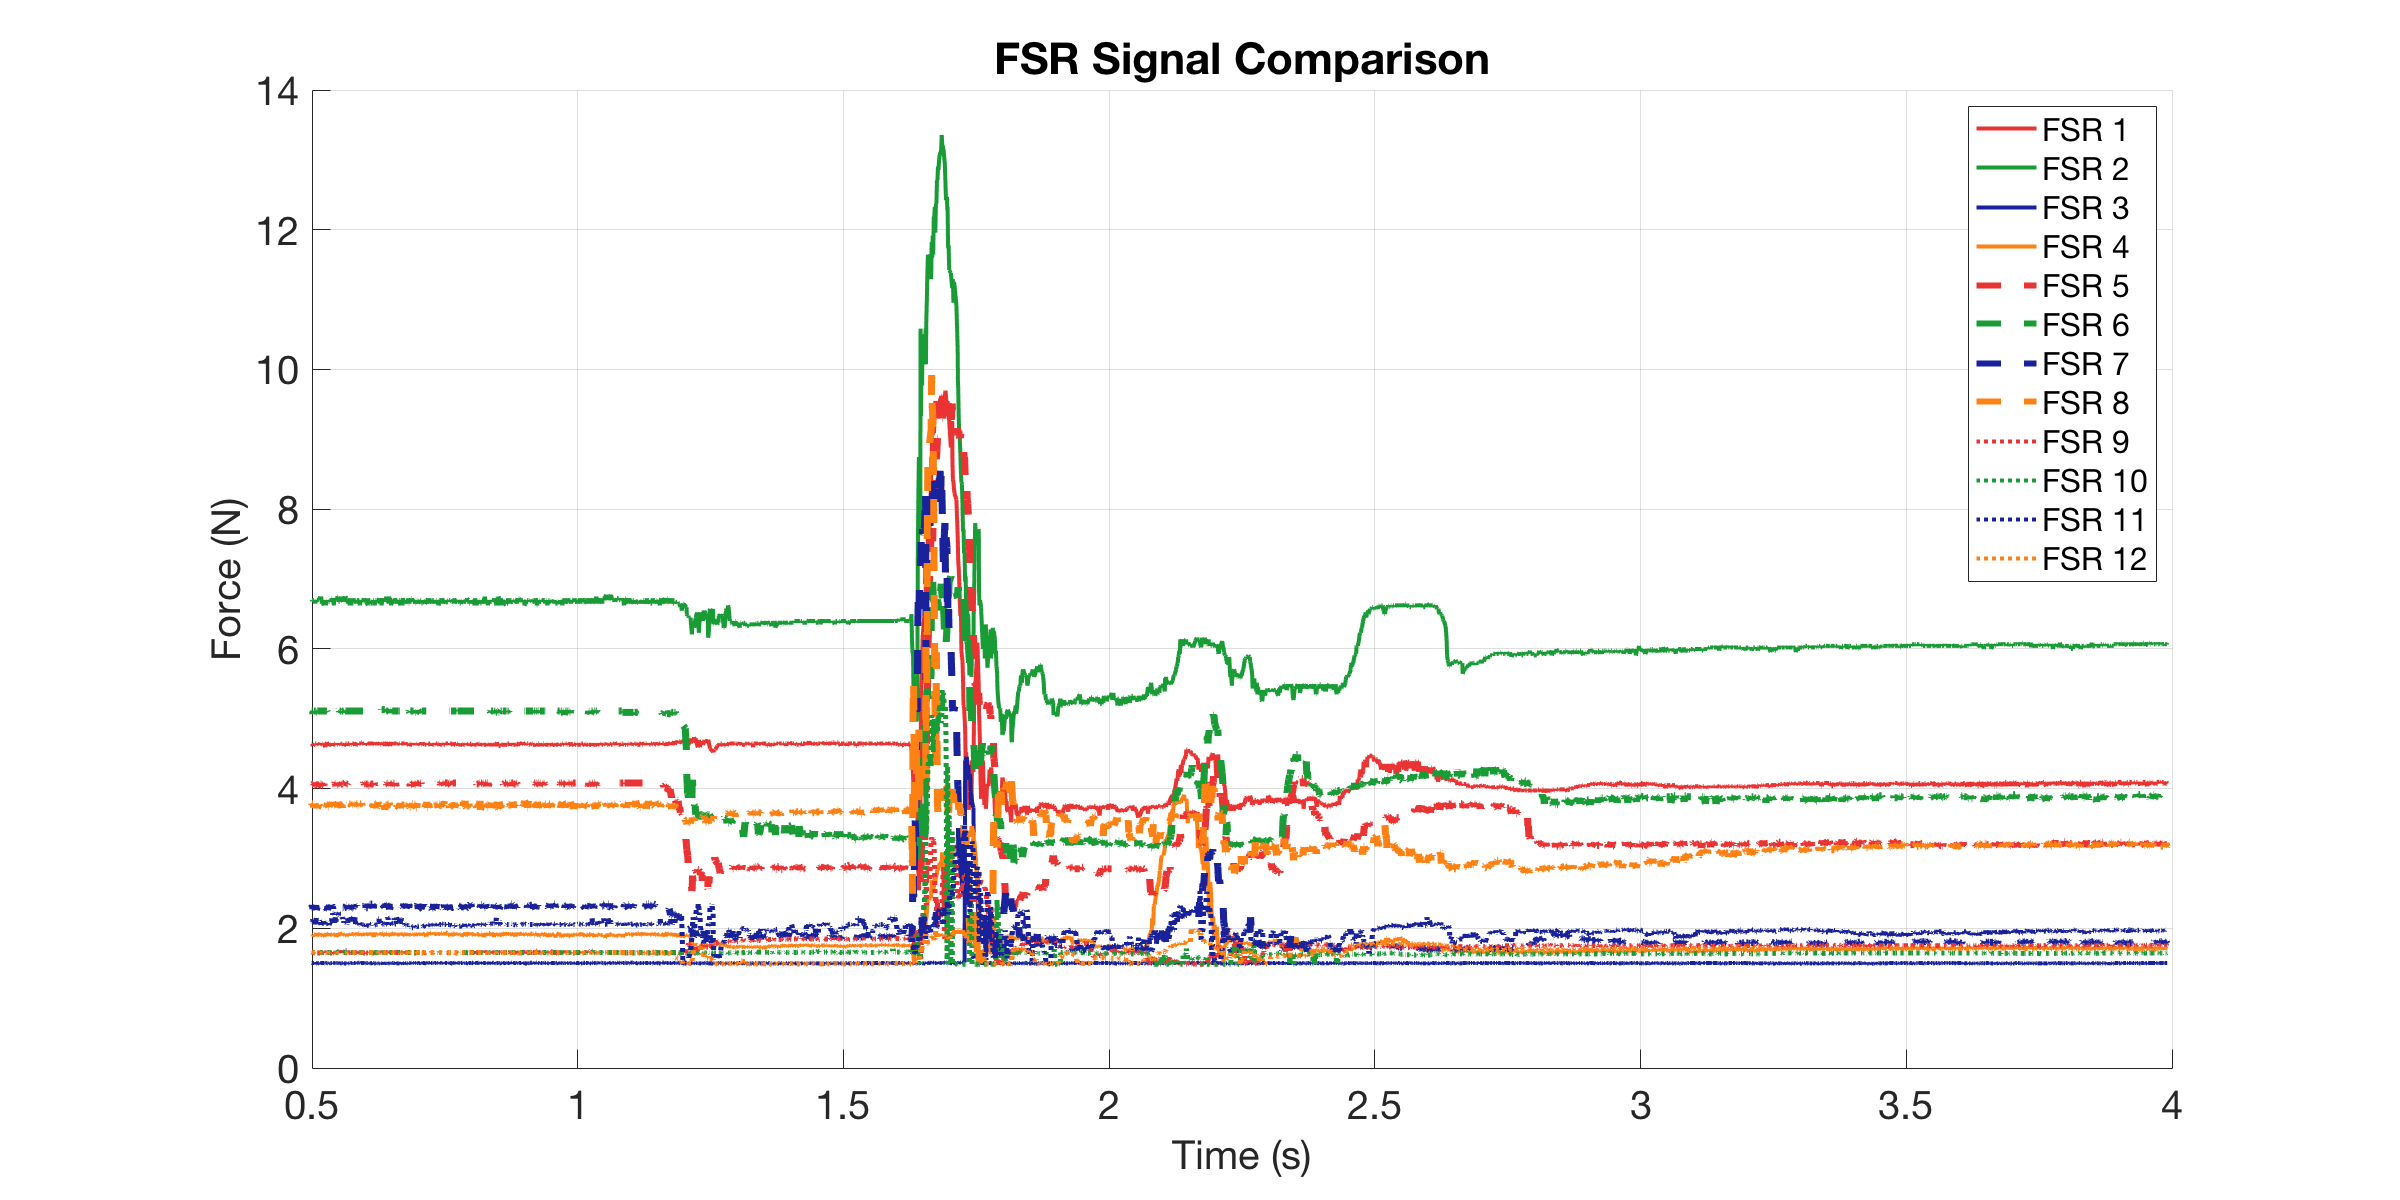 FSR Signal Comparison
14
12
10
8
6
4
2
0
Force (N)
0.5 1 1.5 2 2.5 3 3.5 4
Time (s)
FSR 1
FSR 2
FSR 3
FSR 4
FSR 5
FSR 6
FSR 7
FSR 8
FSR 9
FSR 10
FSR 11
FSR 12